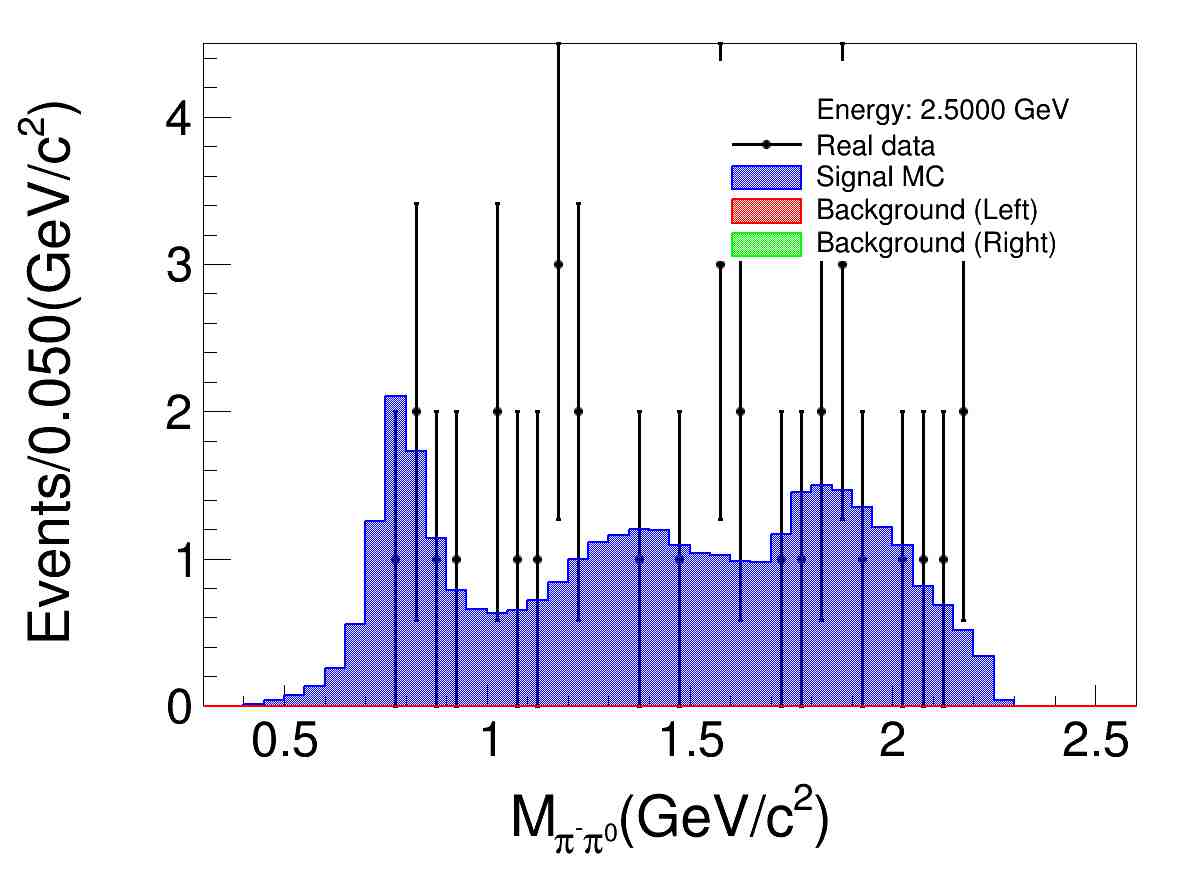 Events/0.050(GeV/c²)
4
3
2
1
0
Energy: 2.5000 GeV
Real data
Signal MC
Background (Left)
Background (Right)
0.5 1 1.5 2 2.5
Mπ⁻π⁰(GeV/c²)